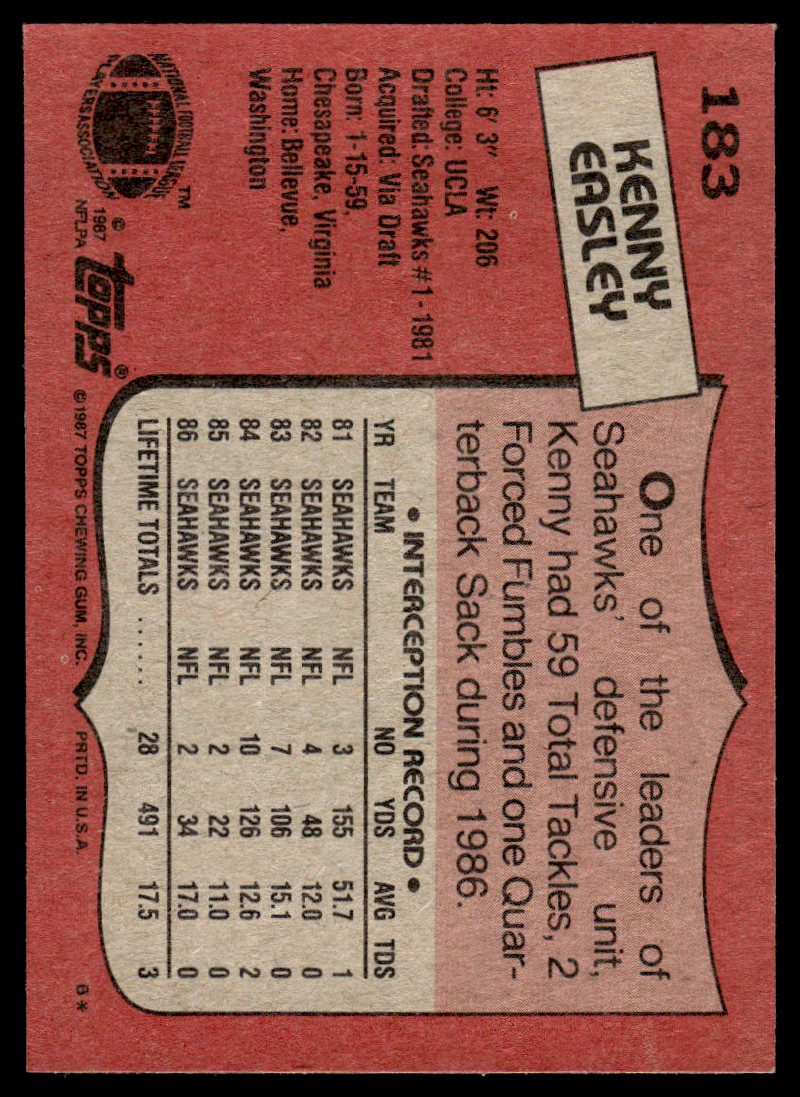 183
KENNY
EASLEY
Ht: 6' 3" Wt: 206
College: UCLA
Drafted: Seahawks #1-1981
Acquired: Via Draft
Born: 1-15-59,
Chesapeake, Virginia
Home: Bellevue,
Washington
NATIONAL FOOTBALL LEAGUE
PLAYERS ASSOCIATION
TM
© 1987
NFLPA
topps®
One of the leaders of
Seahawks' defensive unit,
Kenny had 59 Total Tackles, 2
Forced Fumbles and one Quar-
terback Sack during 1986.
• INTERCEPTION RECORD •
YR TEAM NO YDS AVG TDS
81 SEAHAWKS NFL 3 155 51.7 1
82 SEAHAWKS NFL 4 48 12.0 0
83 SEAHAWKS NFL 7 106 15.1 0
84 SEAHAWKS NFL 10 126 12.6 2
85 SEAHAWKS NFL 2 22 11.0 0
86 SEAHAWKS NFL 2 34 17.0 0
LIFETIME TOTALS ...... 28 491 17.5 3
© 1987 TOPPS CHEWING GUM, INC. PRTD. IN U.S.A. B*